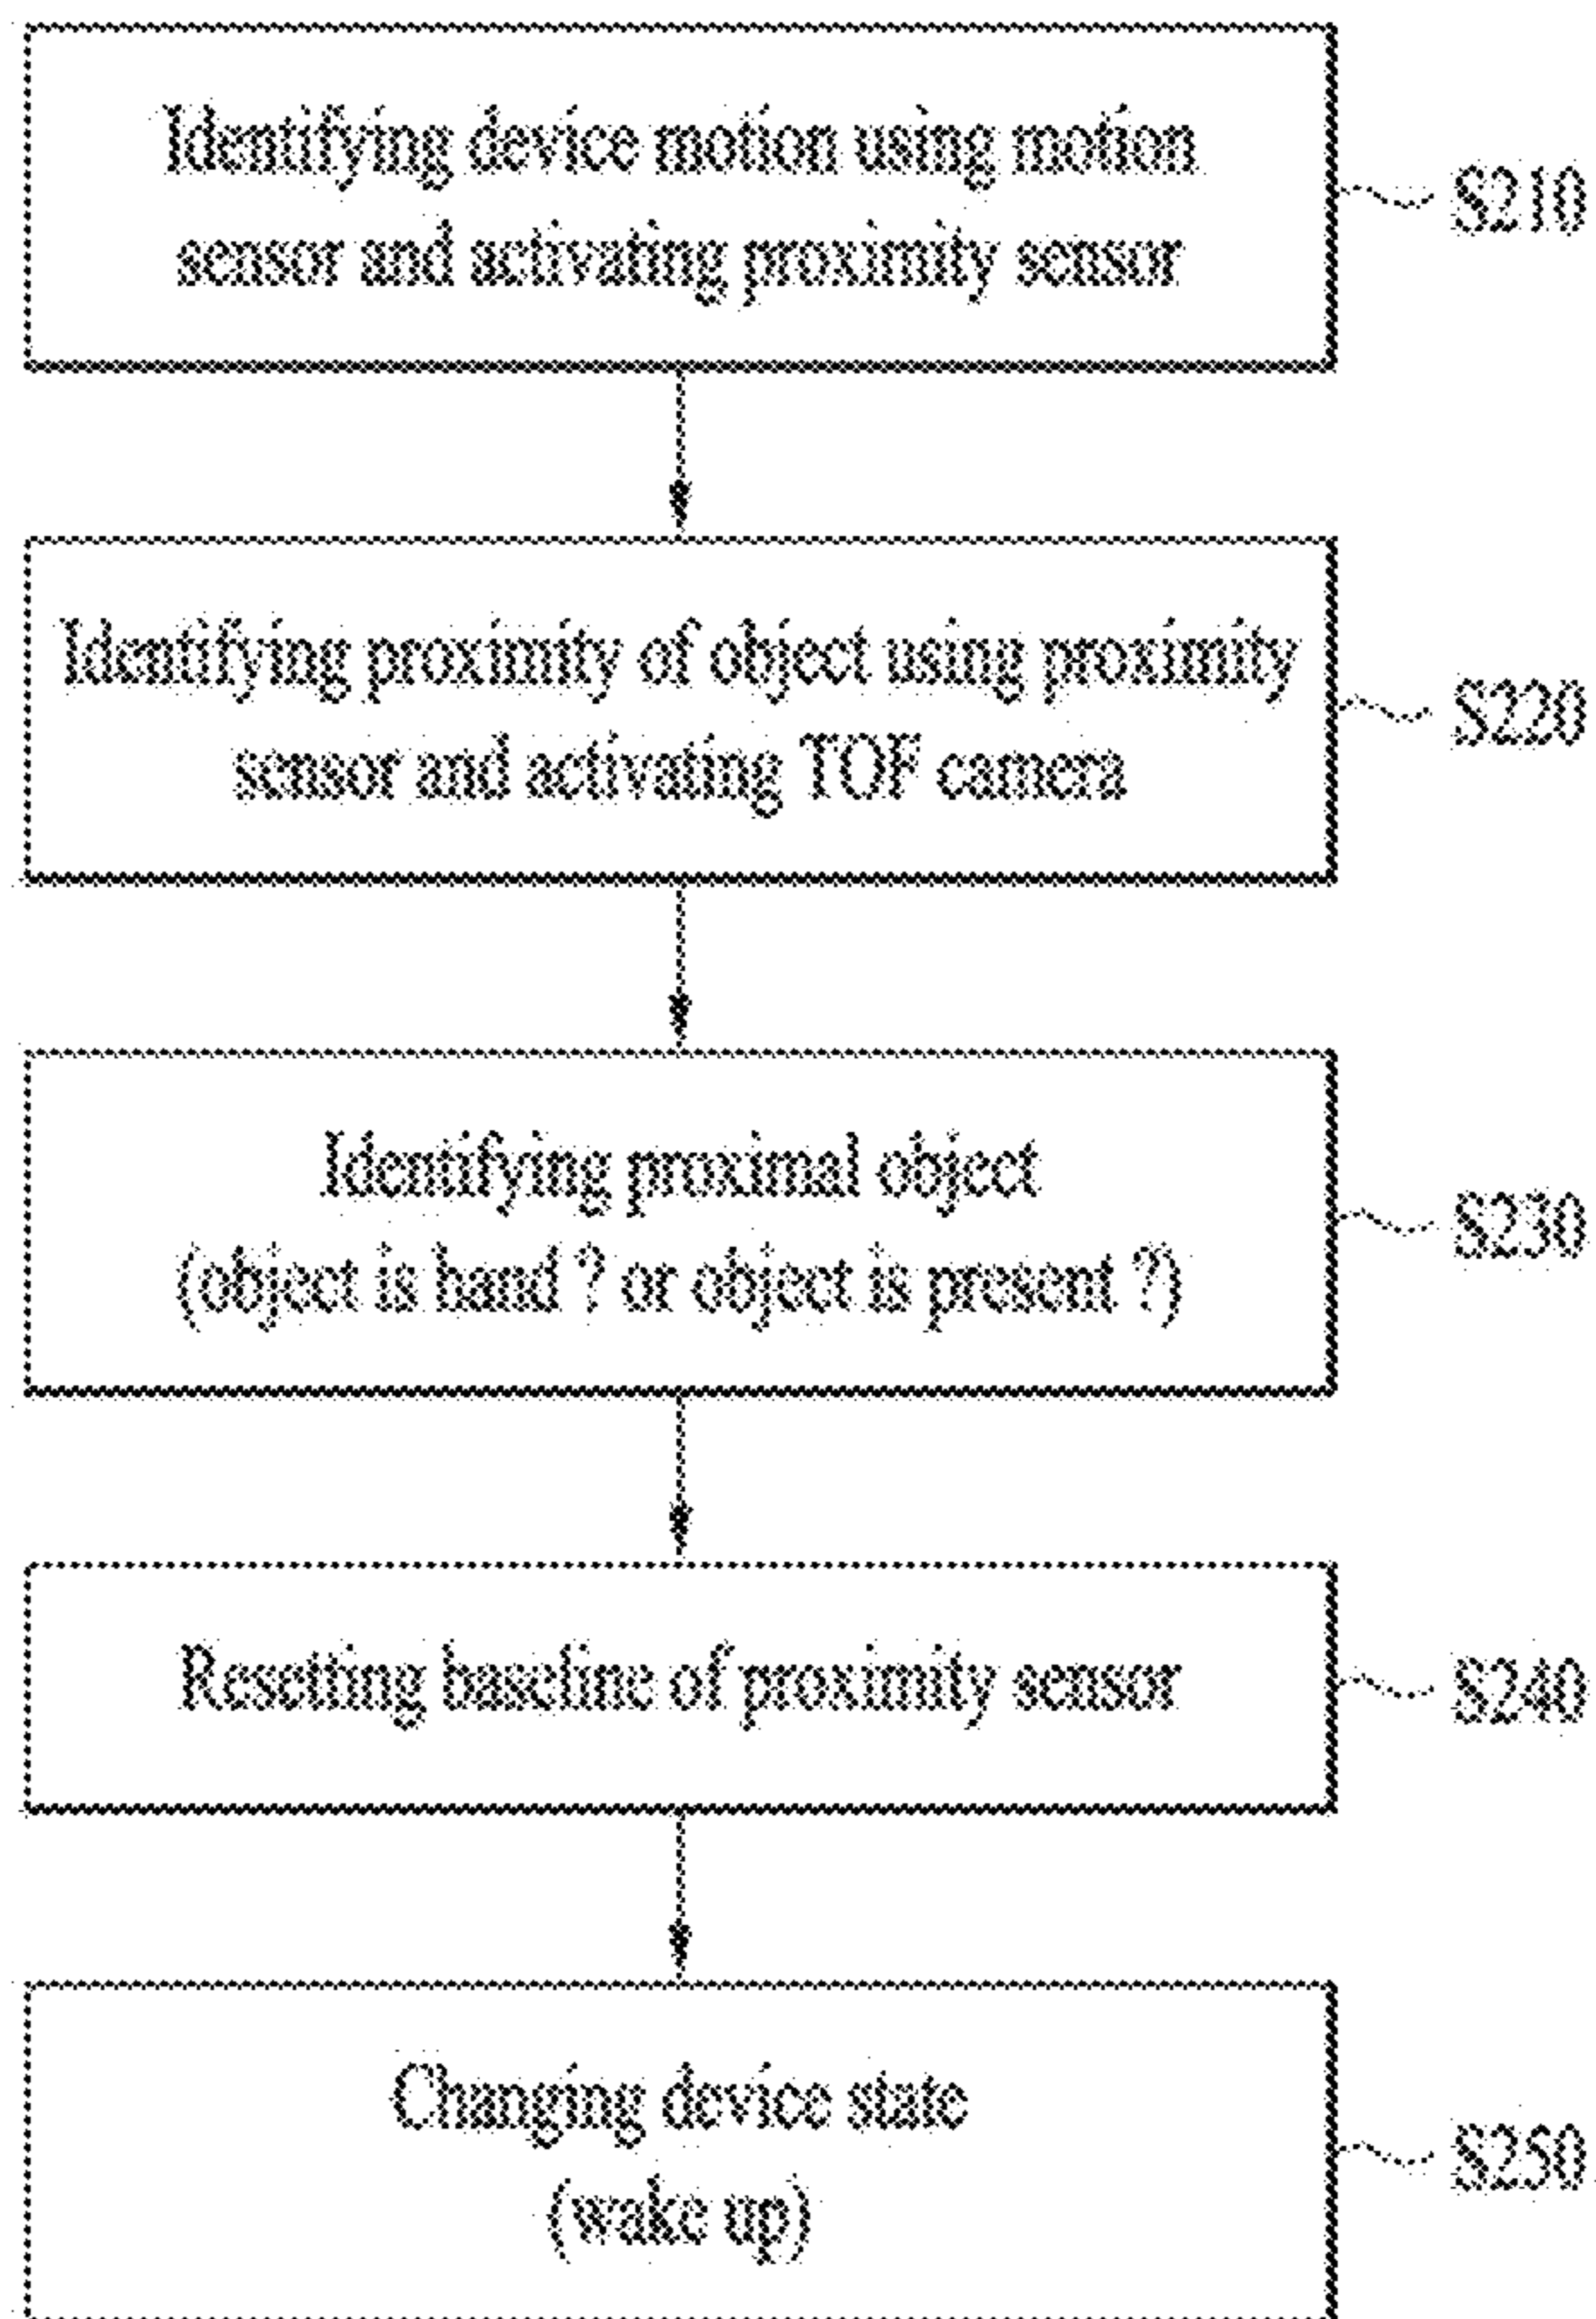 Identifying device motion using motion
sensor and activating proximity sensor
S210
Identifying proximity of object using proximity
sensor and activating TOF camera
S220
Identifying proximal object
(object is hand ? or object is present ?)
S230
Resetting baseline of proximity sensor
S240
Changing device state
(wake up)
S250